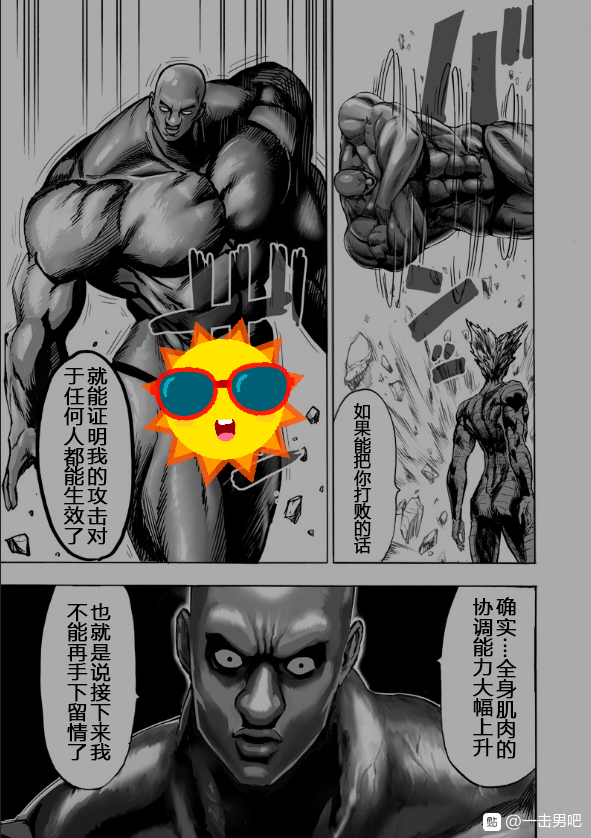 如果能把你打败的话
就能证明我的攻击对
于任何人都能生效了
确实....全身肌肉的
协调能力大幅上升
也就是说接下来我
不能再手下留情了
贴 @一击男吧